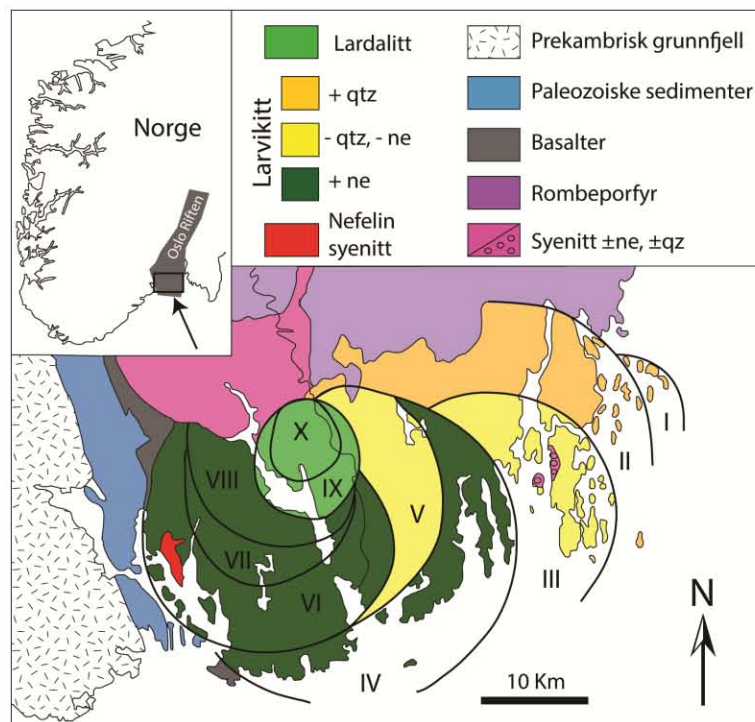 Norge
Oslo Riften
Lardalitt
Larvikitt
+ qtz
- qtz, - ne
+ ne
Nefelin
syenitt
Prekambrisk grunnfjell
Paleozoiske sedimenter
Basalter
Rombeporfyr
Syenitt ±ne, ±qz
I
II
III
IV
V
VI
VII
VIII
IX
X
N
10 Km